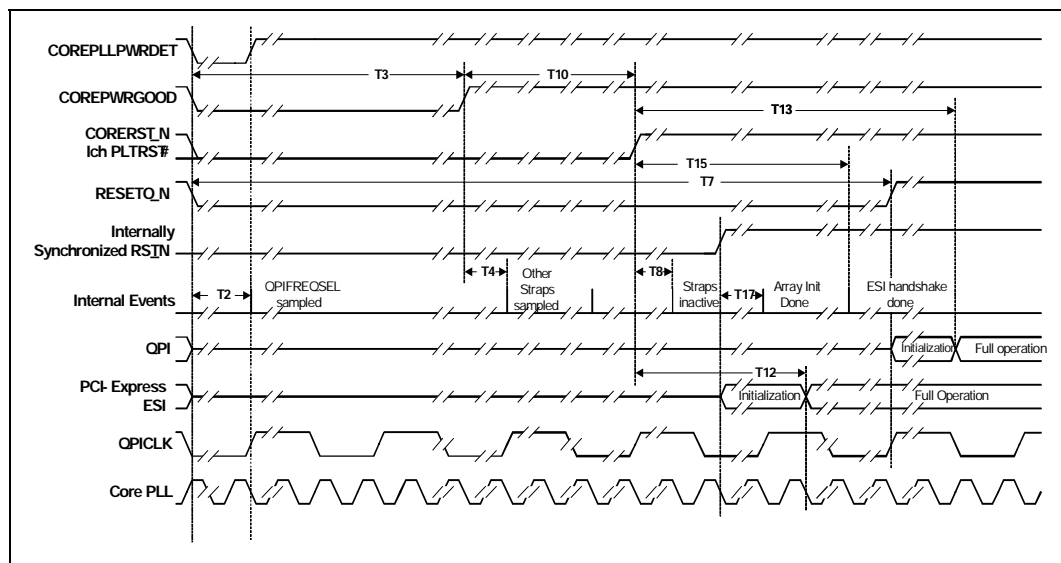 COREPLLPWRDET
T3
T10
COREPWRGOOD
T13
CORERST_N
Ich PLTRST#
T15
T7
RESETO_N
Internally
Synchronized RSTN
T4
Other
Straps
sampled
T8
Straps
inactive
T17
Array Init
Done
ESI handshake
done
T2
QPIFREQSEL
sampled
Internal Events
QPI
Initialization
Full operation
T12
PCI- Express
ESI
Initialization
Full Operation
QPICLK
Core PLL